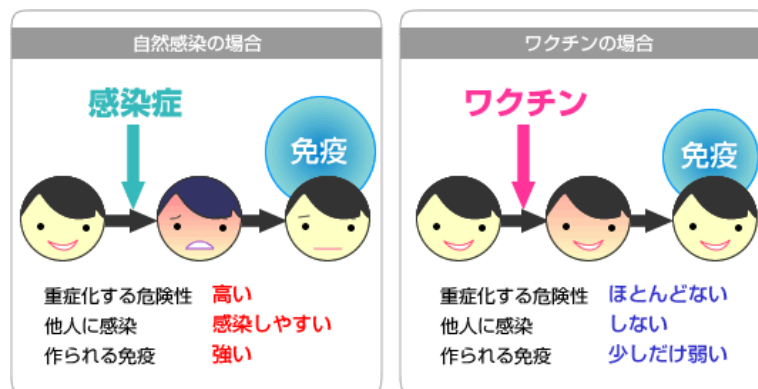 自然感染の場合
感染症
免疫
重症化する危険性 高い
他人に感染 感染しやすい
作られる免疫 強い
ワクチンの場合
ワクチン
免疫
重症化する危険性 ほとんどない
他人に感染 しない
作られる免疫 少しだけ弱い